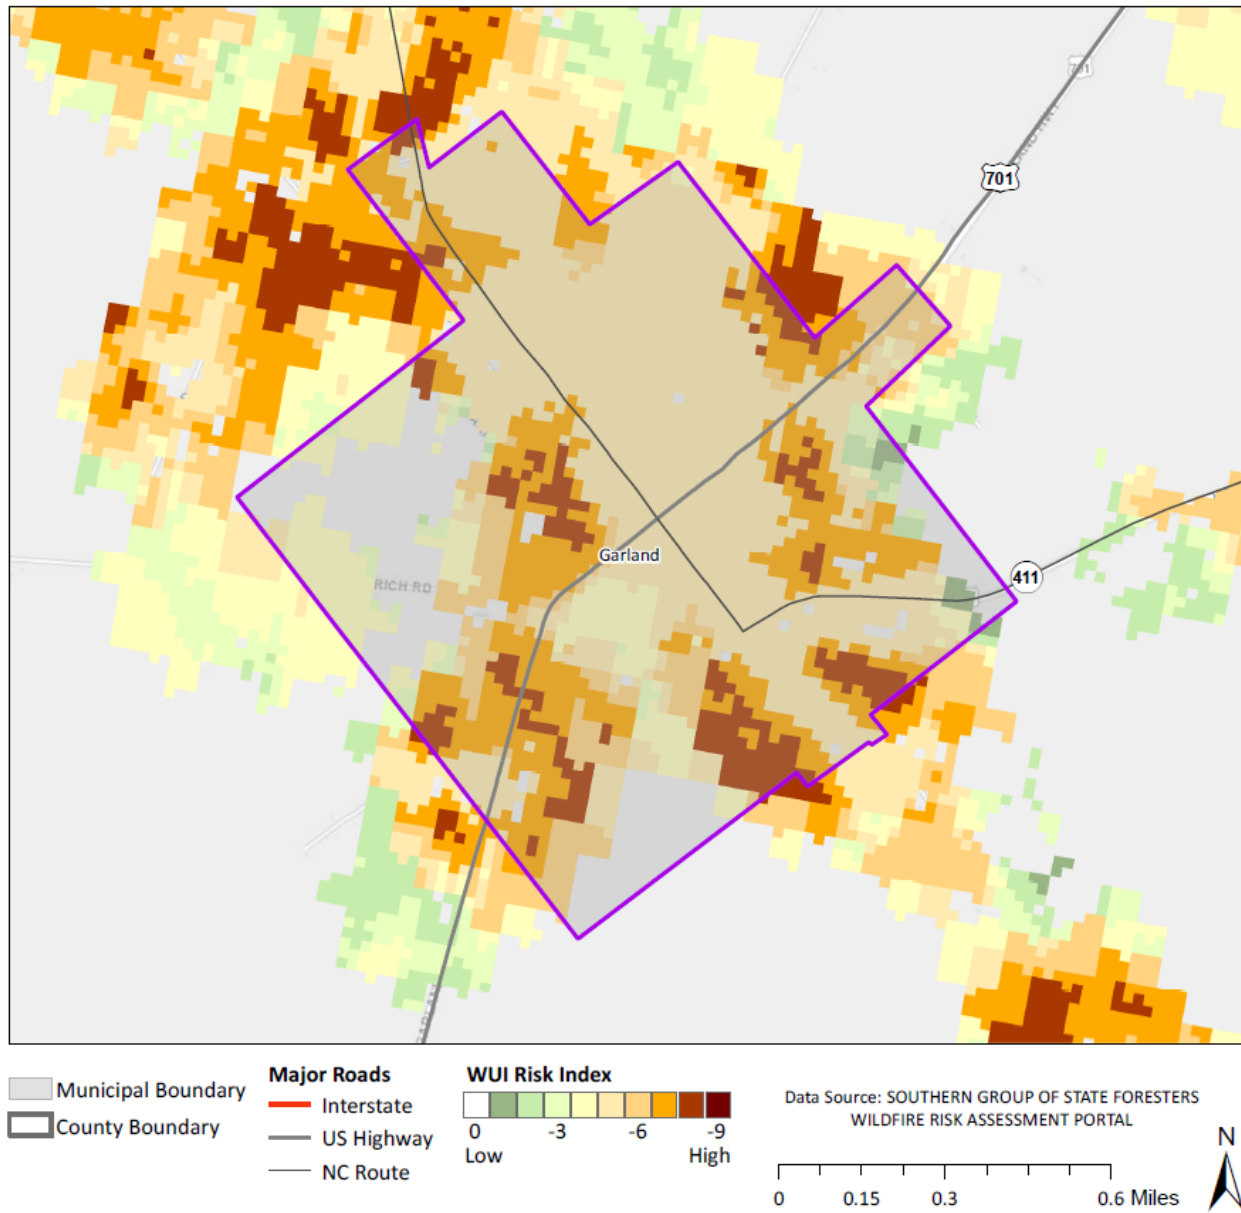 701
701
Garland
RICH RD
411
Municipal Boundary
County Boundary
Major Roads
Interstate
US Highway
NC Route
WUI Risk Index
0 -3 -6 -9
Low High
Data Source: SOUTHERN GROUP OF STATE FORESTERS
WILDFIRE RISK ASSESSMENT PORTAL
0 0.15 0.3 0.6 Miles
N